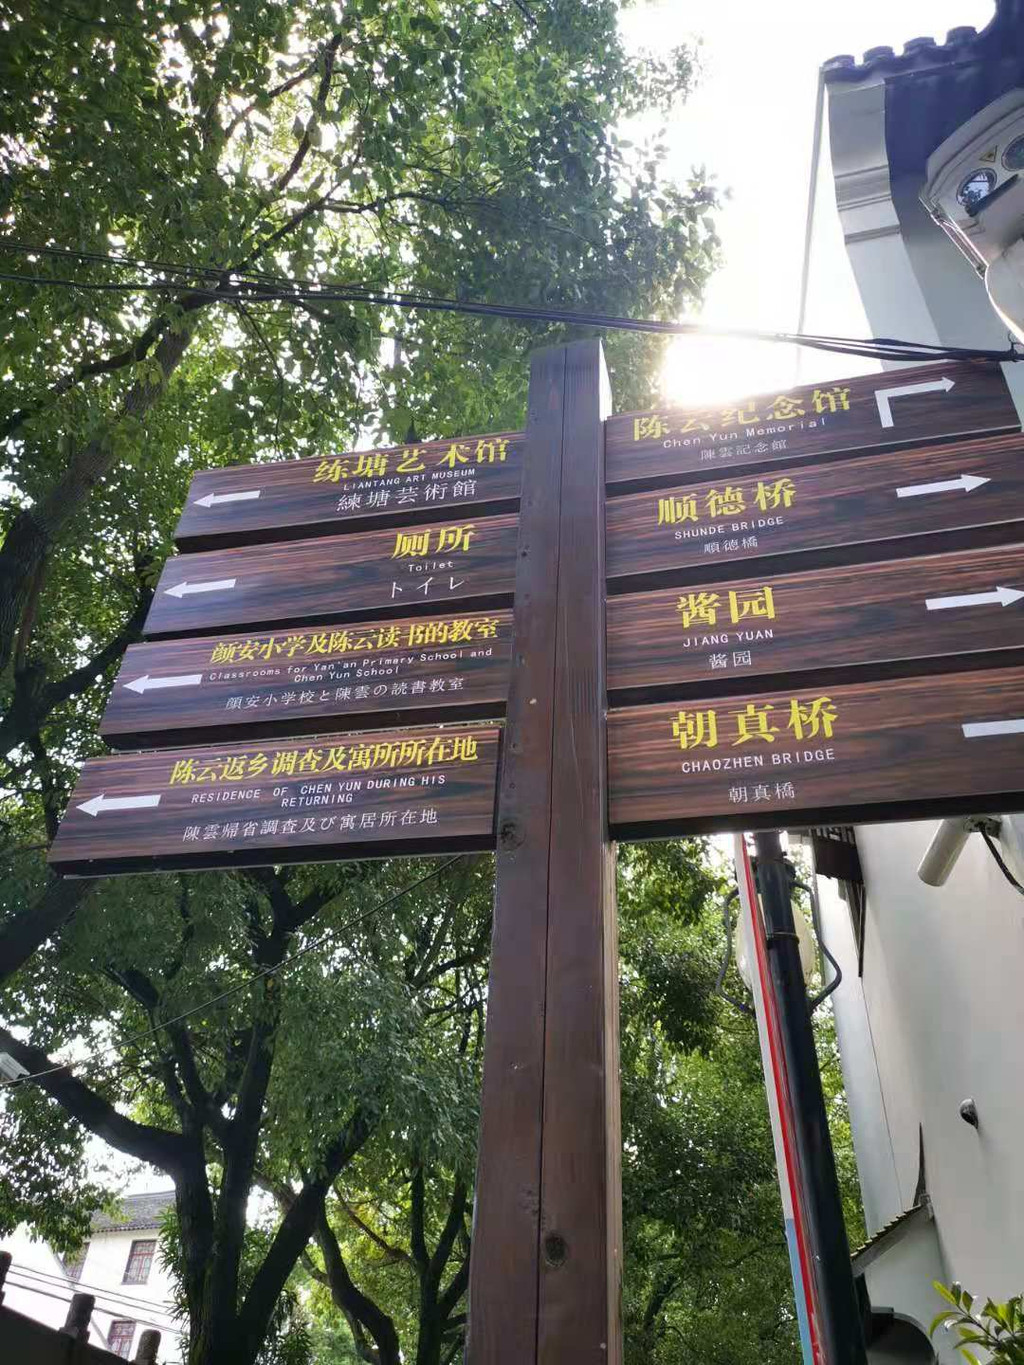 练塘艺术馆
LIANTANG ART MUSEUM
練塘芸術館
厕所
Toilet
トイレ
颜安小学及陈云读书的教室
Classrooms for Yan'an Primary School and
Chen Yun School
顔安小学校と陳雲の読書教室
陈云返乡调查及寓所所在地
RESIDENCE OF CHEN YUN DURING HIS
RETURNING
陳雲帰省調査及び寓居所在地
陈云纪念馆
Chen Yun Memorial
陳雲記念館
顺德桥
SHUNDE BRIDGE
順德橋
酱园
JIANG YUAN
酱园
朝真桥
CHAOZHEN BRIDGE
朝真橋